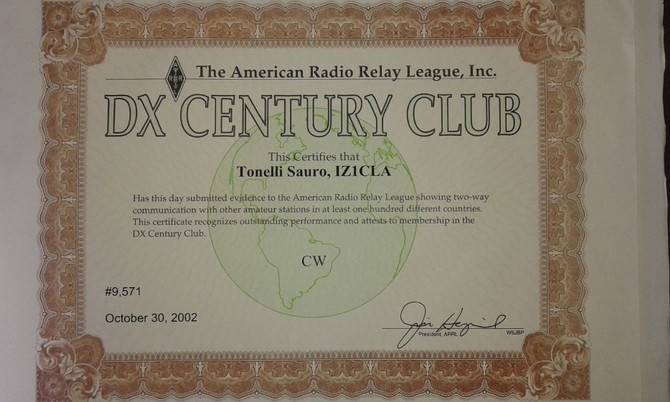 The American Radio Relay League, Inc.
DX CENTURY CLUB
This Certifies that
Tonelli Sauro, IZ1CLA
Has this day submitted evidence to the American Radio Relay League showing two-way
communication with other amateur stations in at least one hundred different countries.
This certificate recognizes outstanding performance and attests to membership in the
DX Century Club.
CW
#9,571
October 30, 2002
President, ARRL
W5JBP